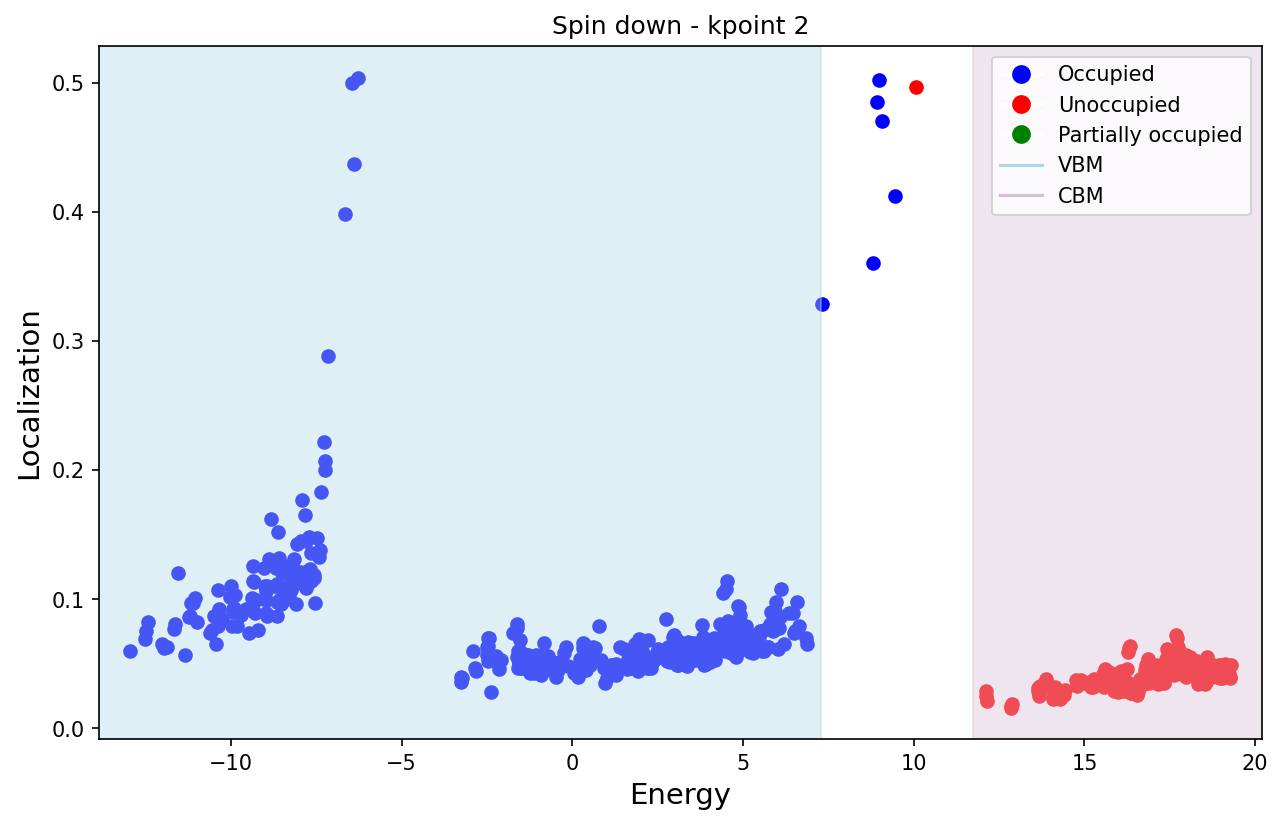 Spin down - kpoint 2
Localization
0.5
0.4
0.3
0.2
0.1
0.0
−10
−5
0
5
10
15
20
Energy
Occupied
Unoccupied
Partially occupied
VBM
CBM